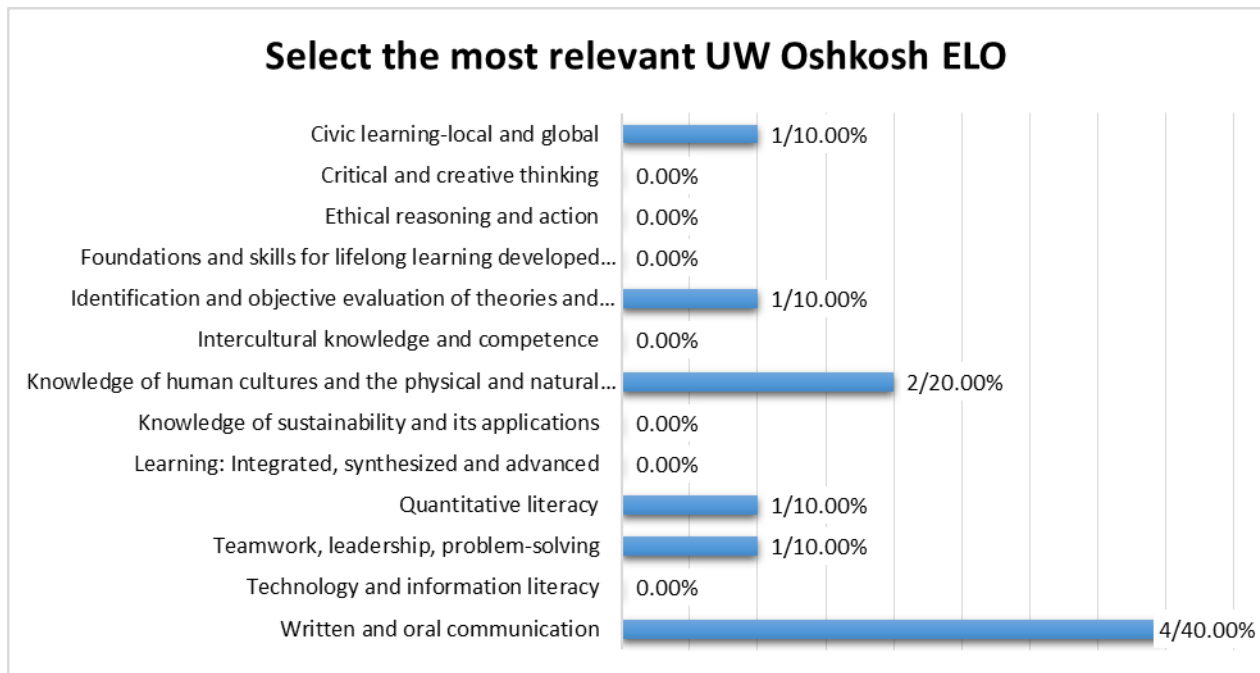 Select the most relevant UW Oshkosh ELO
Civic learning-local and global 1/10.00%
Critical and creative thinking 0.00%
Ethical reasoning and action 0.00%
Foundations and skills for lifelong learning developed... 0.00%
Identification and objective evaluation of theories and... 1/10.00%
Intercultural knowledge and competence 0.00%
Knowledge of human cultures and the physical and natural... 2/20.00%
Knowledge of sustainability and its applications 0.00%
Learning: Integrated, synthesized and advanced 0.00%
Quantitative literacy 1/10.00%
Teamwork, leadership, problem-solving 1/10.00%
Technology and information literacy 0.00%
Written and oral communication 4/40.00%